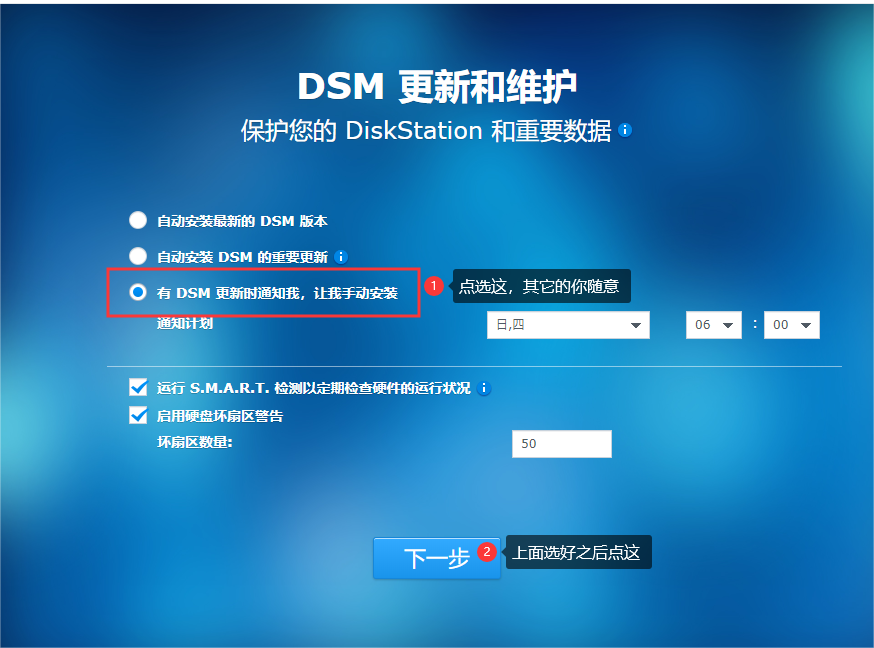 DSM 更新和维护
保护您的 DiskStation 和重要数据
自动安装最新的 DSM 版本
自动安装 DSM 的重要更新
有 DSM 更新时通知我，让我手动安装
1 点选这，其它的你随意
通知计划 日,四 06 : 00
运行 S.M.A.R.T. 检测以定期检查硬件的运行状况
启用硬盘坏扇区警告
坏扇区数量: 50
下一步 2 上面选好之后点这